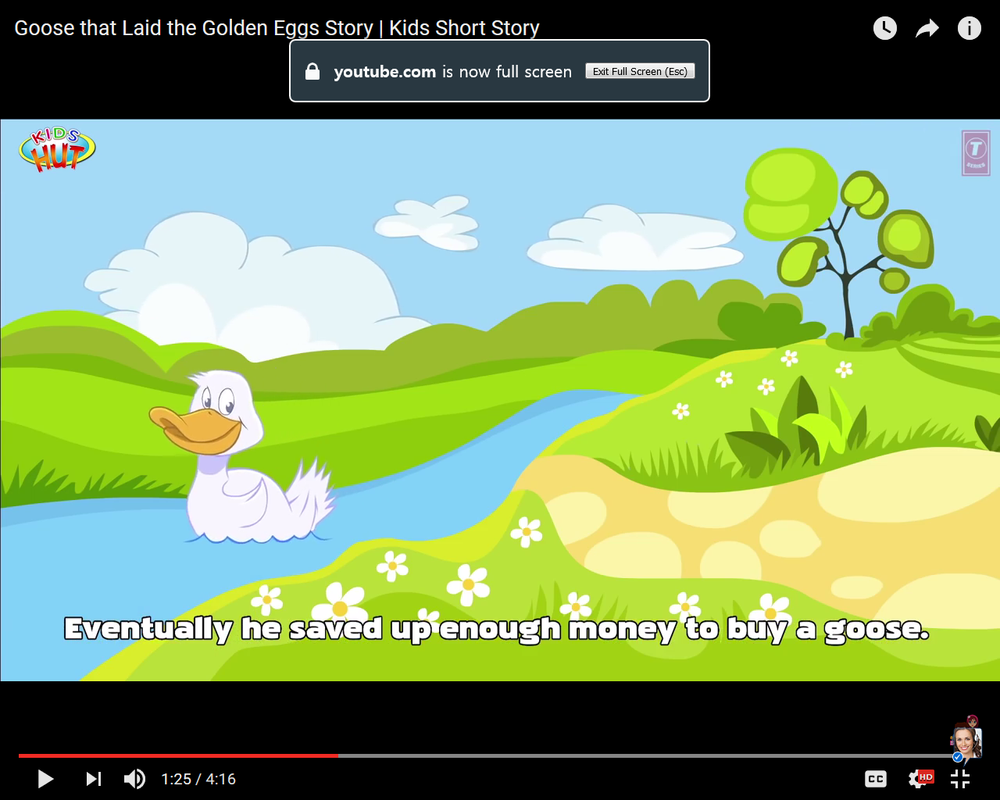 Goose that Laid the Golden Eggs Story | Kids Short Story
youtube.com is now full screen
Exit Full Screen (Esc)
KIDS
HUT
T
SERIES
Eventually he saved up enough money to buy a goose.
1:25 / 4:16
CC
HD